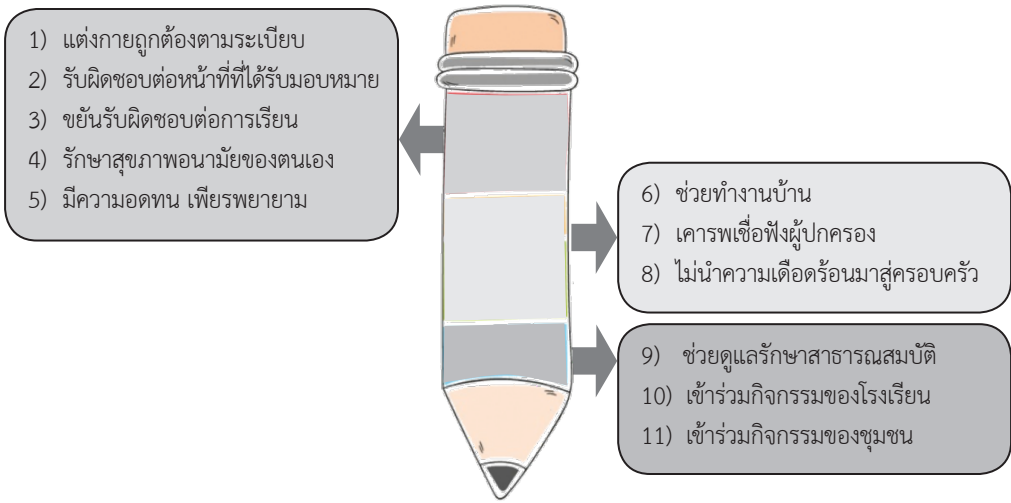 1) แต่งกายถูกต้องตามระเบียบ
2) รับผิดชอบต่อหน้าที่ที่ได้รับมอบหมาย
3) ขยันรับผิดชอบต่อการเรียน
4) รักษาสุขภาพอนามัยของตนเอง
5) มีความอดทน เพียรพยายาม
6) ช่วยทำงานบ้าน
7) เคารพเชื่อฟังผู้ปกครอง
8) ไม่นำความเดือดร้อนมาสู่ครอบครัว
9) ช่วยดูแลรักษาสาธารณสมบัติ
10) เข้าร่วมกิจกรรมของโรงเรียน
11) เข้าร่วมกิจกรรมของชุมชน